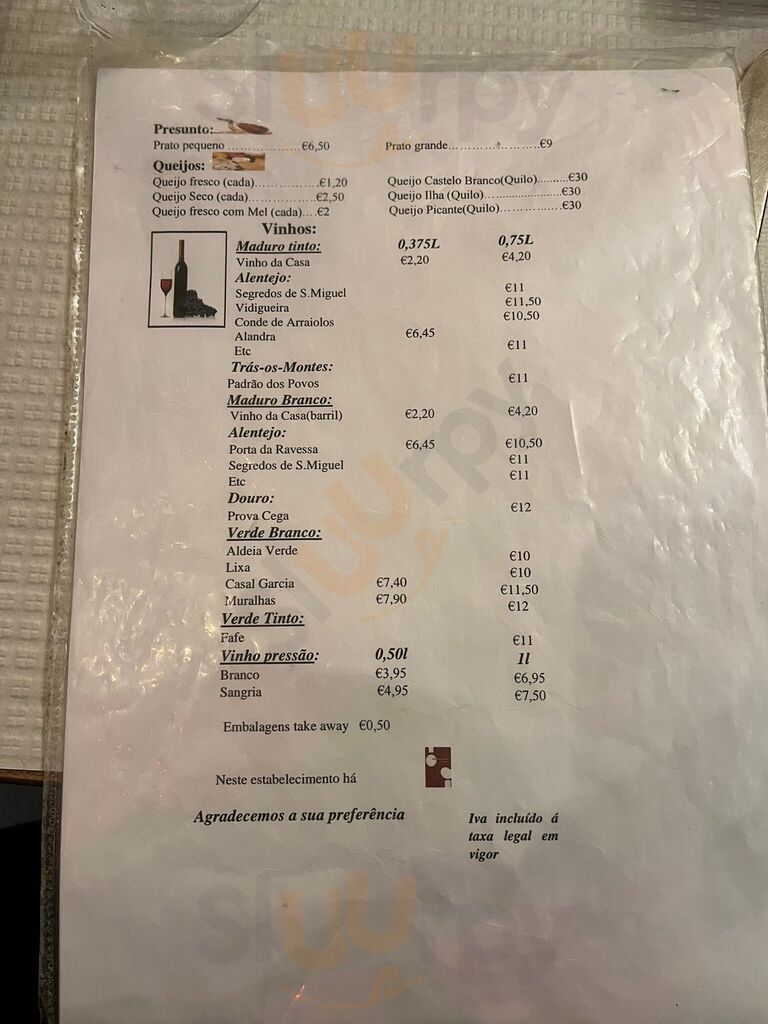 Presunto:
Prato pequeno ....................€6,50 Prato grande.........................€9
Queijos:
Queijo fresco (cada)..................€1,20 Queijo Castelo Branco(Quilo).........€30
Queijo Seco (cada)...................€2,50 Queijo Ilha (Quilo).......................€30
Queijo fresco com Mel (cada)....€2 Queijo Picante(Quilo)..................€30
Vinhos:
Maduro tinto: 0,375L 0,75L
Vinho da Casa €2,20 €4,20
Alentejo:
Segredos de S.Miguel €11
Vidigueira €11,50
Conde de Arraiolos €10,50
Alandra €6,45
Etc €11
Trás-os-Montes:
Padrão dos Povos €11
Maduro Branco:
Vinho da Casa(barril) €2,20 €4,20
Alentejo:
Porta da Ravessa €6,45 €10,50
Segredos de S.Miguel €11
Etc €11
Douro:
Prova Cega €12
Verde Branco:
Aldeia Verde €10
Lixa €10
Casal Garcia €7,40 €11,50
Muralhas €7,90 €12
Verde Tinto:
Fafe €11
Vinho pressão: 0,50l 1l
Branco €3,95 €6,95
Sangria €4,95 €7,50
Embalagens take away €0,50
Neste estabelecimento há
Agradecemos a sua preferência
Iva incluído á
taxa legal em
vigor
Sluurpy
Sluurpy
Sluurpy